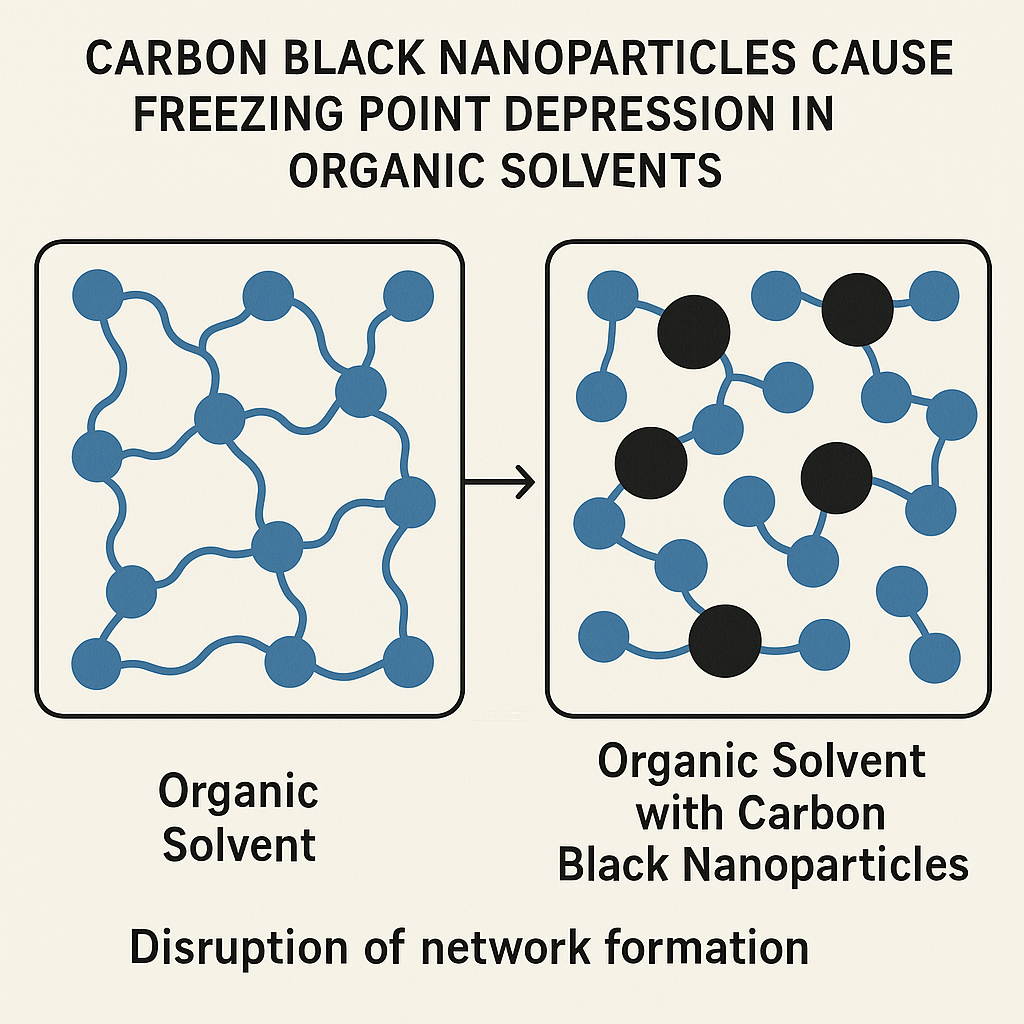 CARBON BLACK NANOPARTICLES CAUSE
FREEZING POINT DEPRESSION IN
ORGANIC SOLVENTS
Organic
Solvent
Organic Solvent
with Carbon
Black Nanoparticles
Disruption of network formation